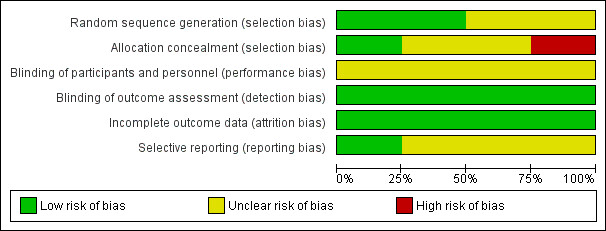 Random sequence generation (selection bias)
Allocation concealment (selection bias)
Blinding of participants and personnel (performance bias)
Blinding of outcome assessment (detection bias)
Incomplete outcome data (attrition bias)
Selective reporting (reporting bias)
0% 25% 50% 75% 100%
Low risk of bias Unclear risk of bias High risk of bias